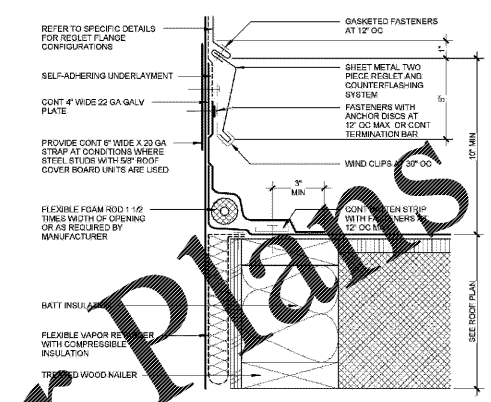 REFER TO SPECIFIC DETAILS
FOR REGLET FLANGE
CONFIGURATIONS
SELF-ADHERING UNDERLAYMENT
CONT 4" WIDE 22 GA GALV
PLATE
PROVIDE CONT 6" WIDE X 20 GA
STRAP AT CONDITIONS WHERE
STEEL STUDS WITH 5/8" ROOF
COVER BOARD UNITS ARE USED.
FLEXIBLE FOAM ROD 1 1/2
TIMES WIDTH OF OPENING
OR AS REQUIRED BY
MANUFACTURER
BATT INSULATION
FLEXIBLE VAPOR RETARDER
WITH COMPRESSIBLE
INSULATION
TREATED WOOD NAILER
GASKETED FASTENERS
AT 12" OC
SHEET METAL TWO
PIECE REGLET AND
COUNTERFLASHING
SYSTEM
FASTENERS WITH
ANCHOR DISCS AT
12" OC MAX OR CONT
TERMINATION BAR
WIND CLIPS AT 30" OC
3"
MIN
CONT BATTEN STRIP
WITH FASTENERS AT
12" OC MAX
1"
5"
10" MIN
SEE ROOF PLAN
r Plans